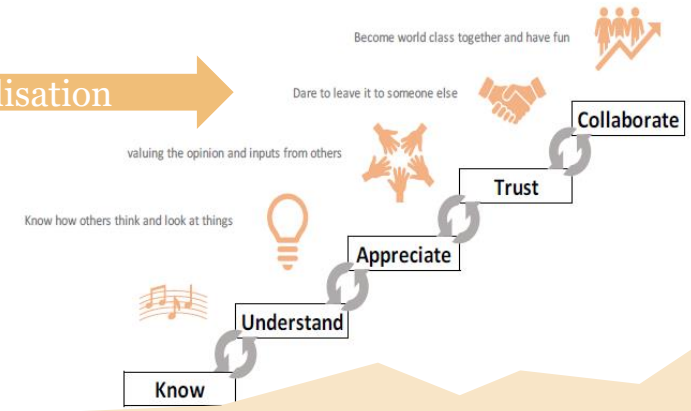 Become world class together and have fun
lisation
Dare to leave it to someone else
Collaborate
valuing the opinion and inputs from others
Trust
Know how others think and look at things
Appreciate
Understand
Know